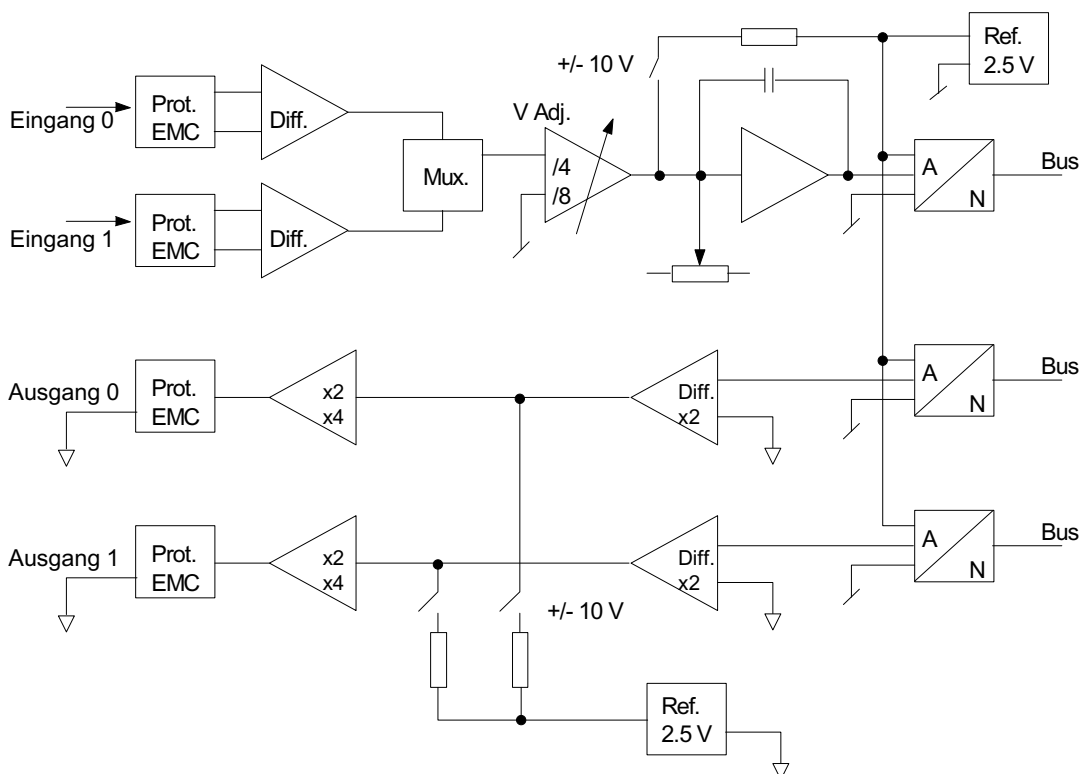 +/- 10 V
Ref.
2.5 V
Eingang 0
Prot.
EMC
Diff.
V Adj.
/4
/8
Mux.
A
N
Bus
Eingang 1
Prot.
EMC
Diff.
Ausgang 0
Prot.
EMC
x2
x4
Diff.
x2
A
N
Bus
Ausgang 1
Prot.
EMC
x2
x4
Diff.
x2
A
N
Bus
+/- 10 V
Ref.
2.5 V